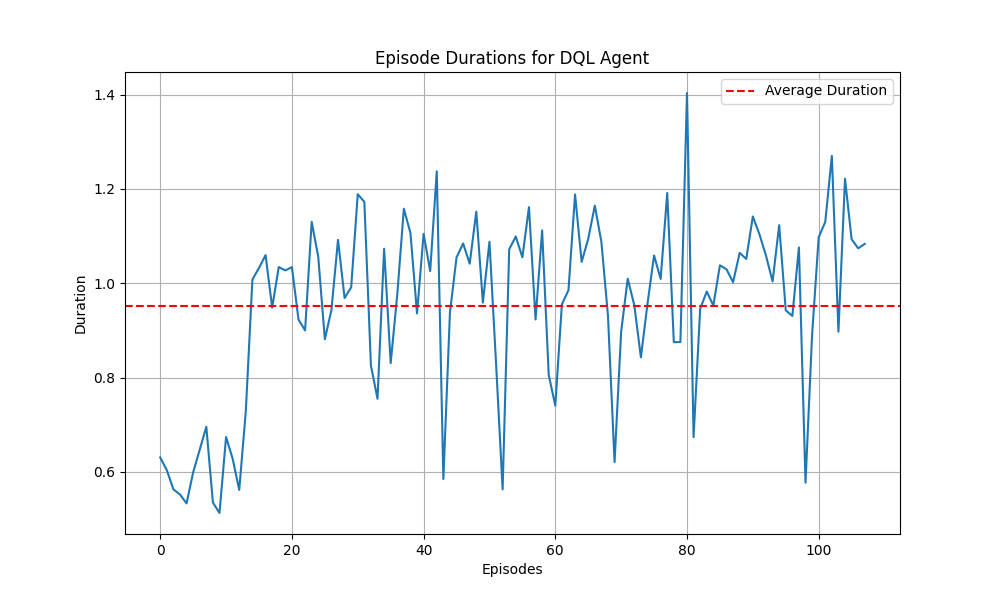 Episode Durations for DQL Agent
Average Duration
1.4
1.2
1.0
0.8
0.6
Duration
0 20 40 60 80 100
Episodes